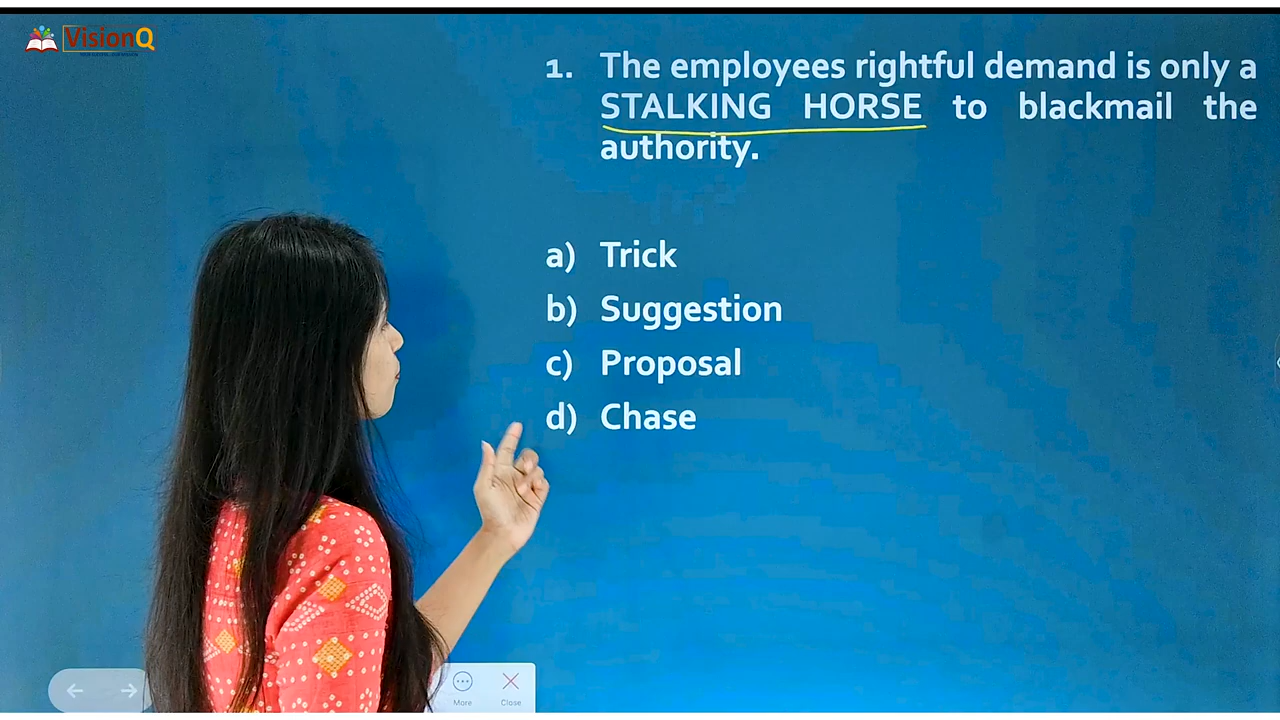 VisionQ
1. The employees rightful demand is only a
STALKING HORSE to blackmail the
authority.
a) Trick
b) Suggestion
c) Proposal
d) Chase
More
Close